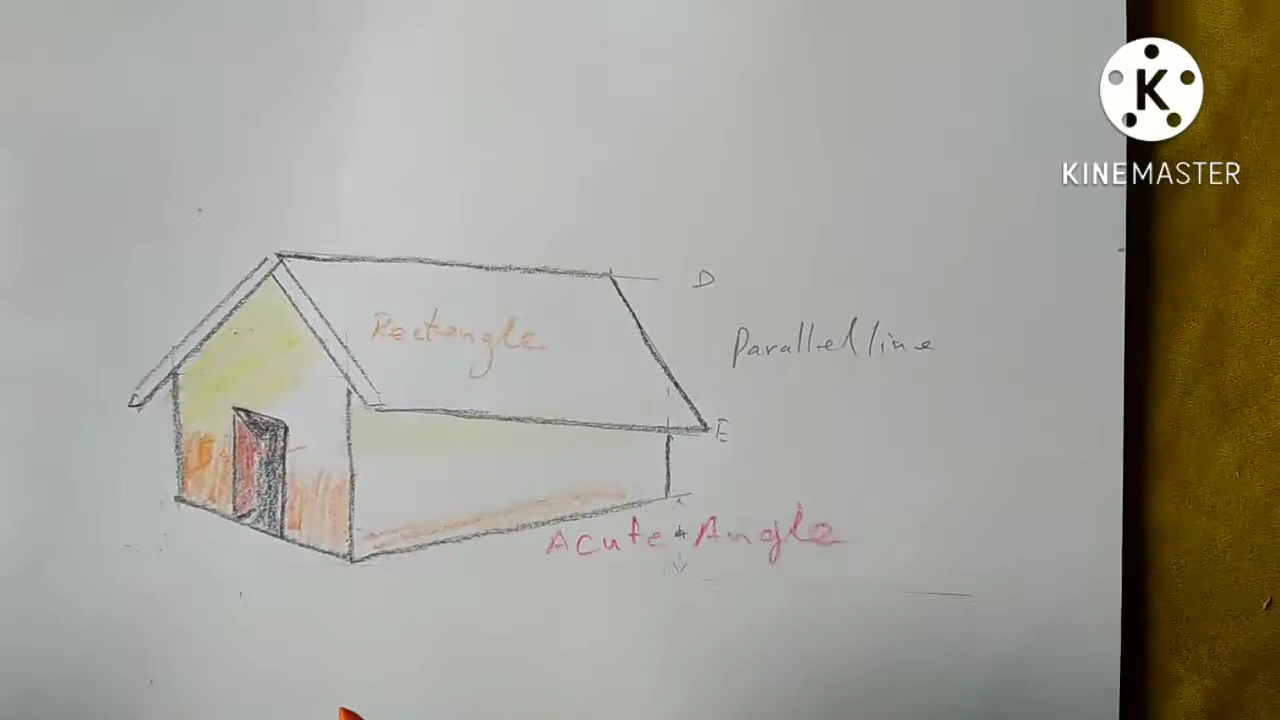 K
KINEMASTER
D
Rectangle
Parallel line
E
Acute Angle